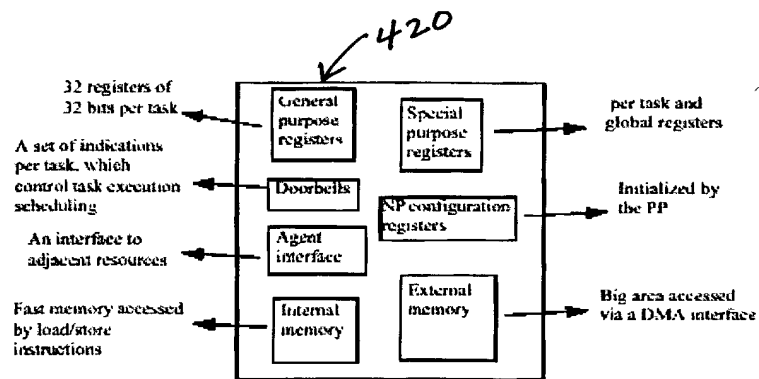 420
32 registers of
32 bits per task
General
purpose
registers
Special
purpose
registers
per task and
global registers
A set of indications
per task, which
control task execution
scheduling
Doorbells
NP configuration
registers
Initialized by
the PP
An interface to
adjacent resources
Agent
interface
Fast memory accessed
by load/store
instructions
Internal
memory
External
memory
Big area accessed
via a DMA interface